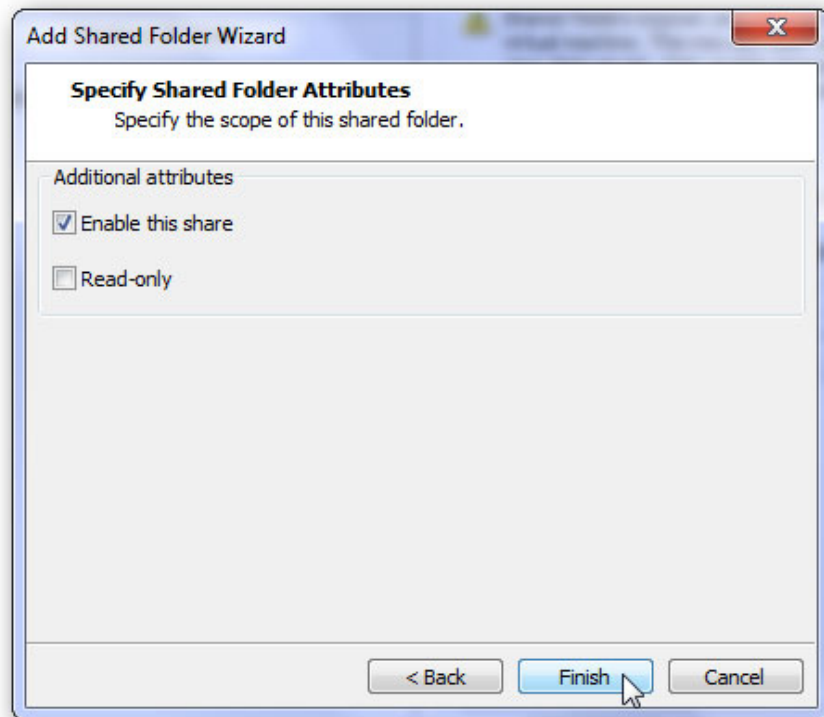 Add Shared Folder Wizard
Specify Shared Folder Attributes
Specify the scope of this shared folder.
Additional attributes
Enable this share
Read-only
< Back
Finish
Cancel